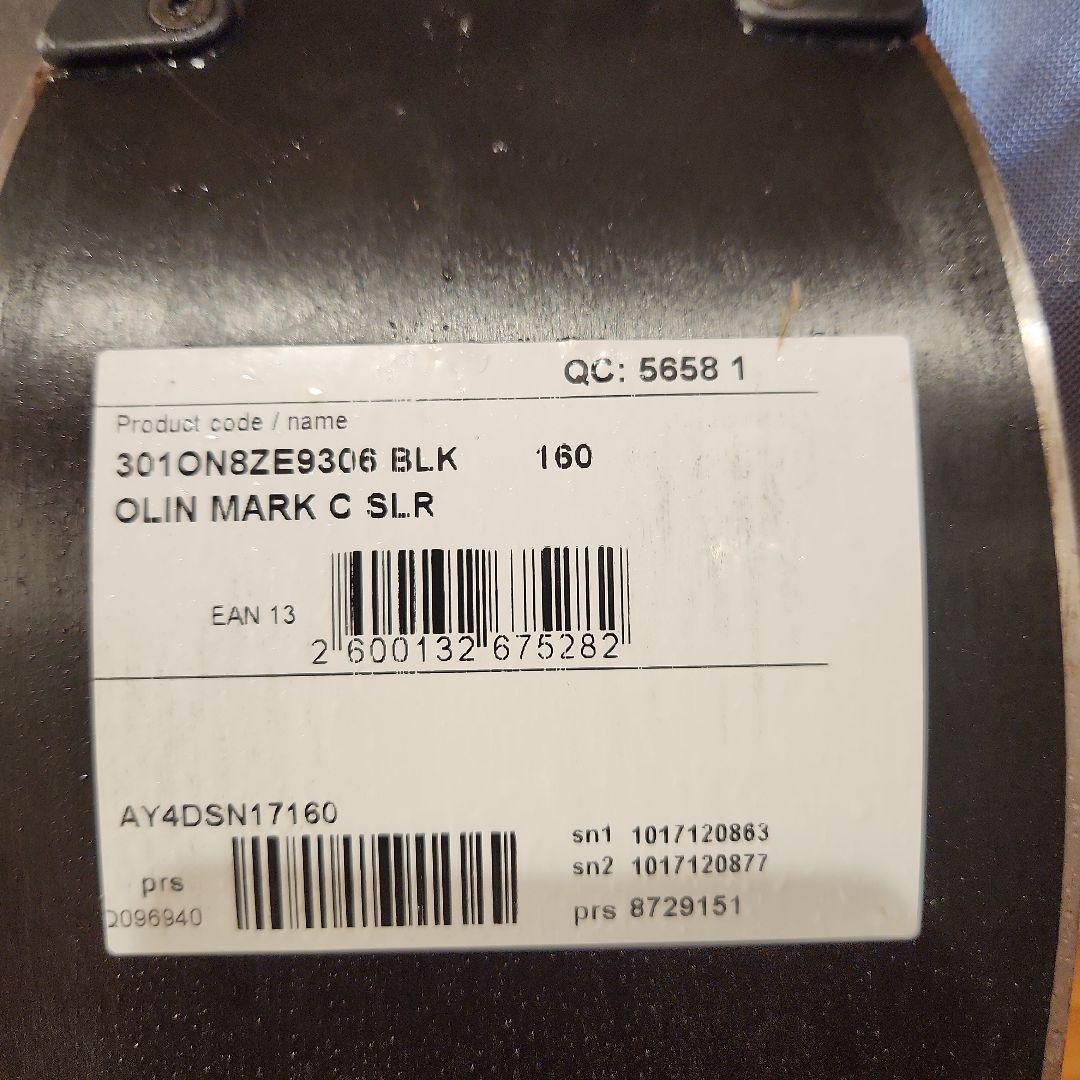 QC: 5658 1
Product code / name
301ON8ZE9306 BLK 160
OLIN MARK C SLR
EAN 13
2 600132 675282
AY4DSN17160
prs
2096940
sn1 1017120863
sn2 1017120877
prs 8729151